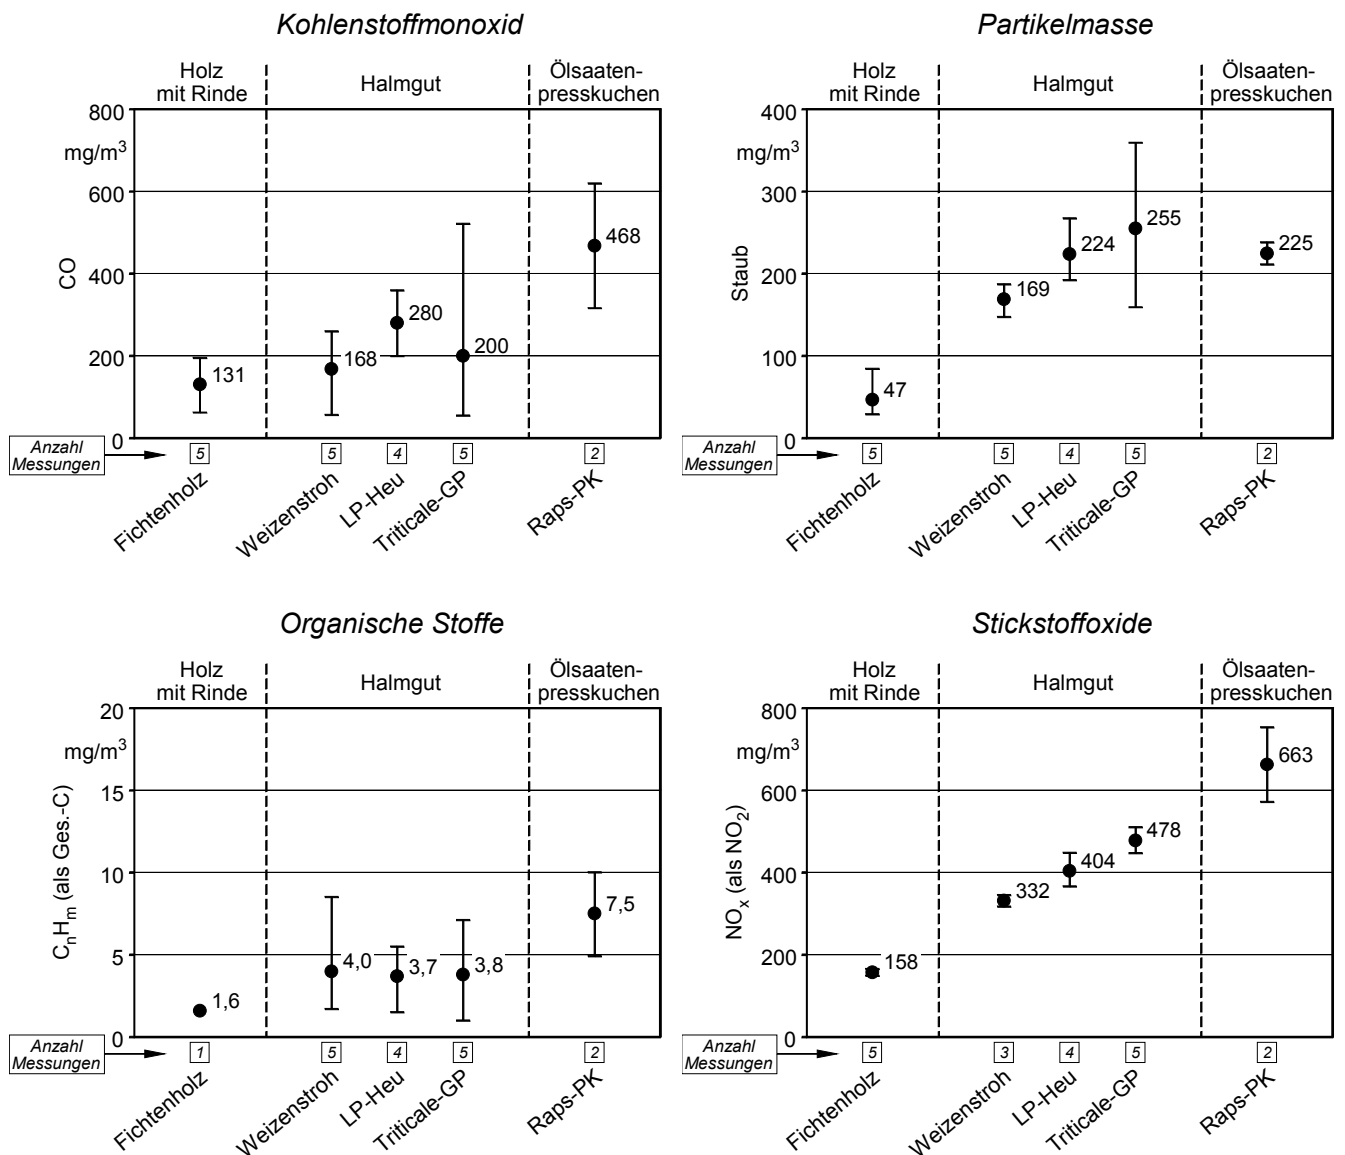 Kohlenstoffmonoxid
Holz
mit Rinde
Halmgut
Ölsaaten-
presskuchen
800
mg/m³
600
400
200
0
CO
131
168
280
200
468
Anzahl
Messungen
5
5
4
5
2
Fichtenholz
Weizenstroh
LP-Heu
Triticale-GP
Raps-PK
Partikelmasse
Holz
mit Rinde
Halmgut
Ölsaaten-
presskuchen
400
mg/m³
300
200
100
0
Staub
47
169
224
255
225
Anzahl
Messungen
5
5
4
5
2
Fichtenholz
Weizenstroh
LP-Heu
Triticale-GP
Raps-PK
Organische Stoffe
Holz
mit Rinde
Halmgut
Ölsaaten-
presskuchen
20
mg/m³
15
10
5
0
CnHm (als Ges.-C)
1,6
4,0
3,7
3,8
7,5
Anzahl
Messungen
1
5
4
5
2
Fichtenholz
Weizenstroh
LP-Heu
Triticale-GP
Raps-PK
Stickstoffoxide
Holz
mit Rinde
Halmgut
Ölsaaten-
presskuchen
800
mg/m³
600
400
200
0
NOx (als NO2)
158
332
404
478
663
Anzahl
Messungen
5
3
4
5
2
Fichtenholz
Weizenstroh
LP-Heu
Triticale-GP
Raps-PK